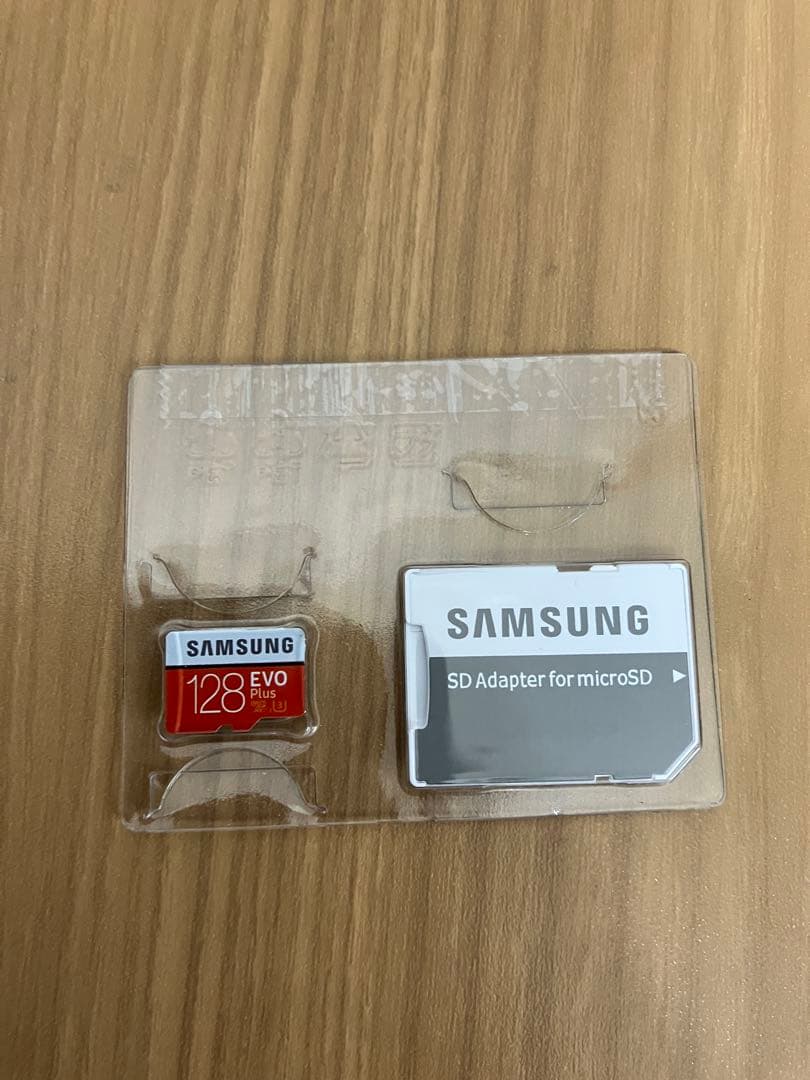 SAMSUNG
128 EVO
Plus
SAMSUNG
SD Adapter for microSD